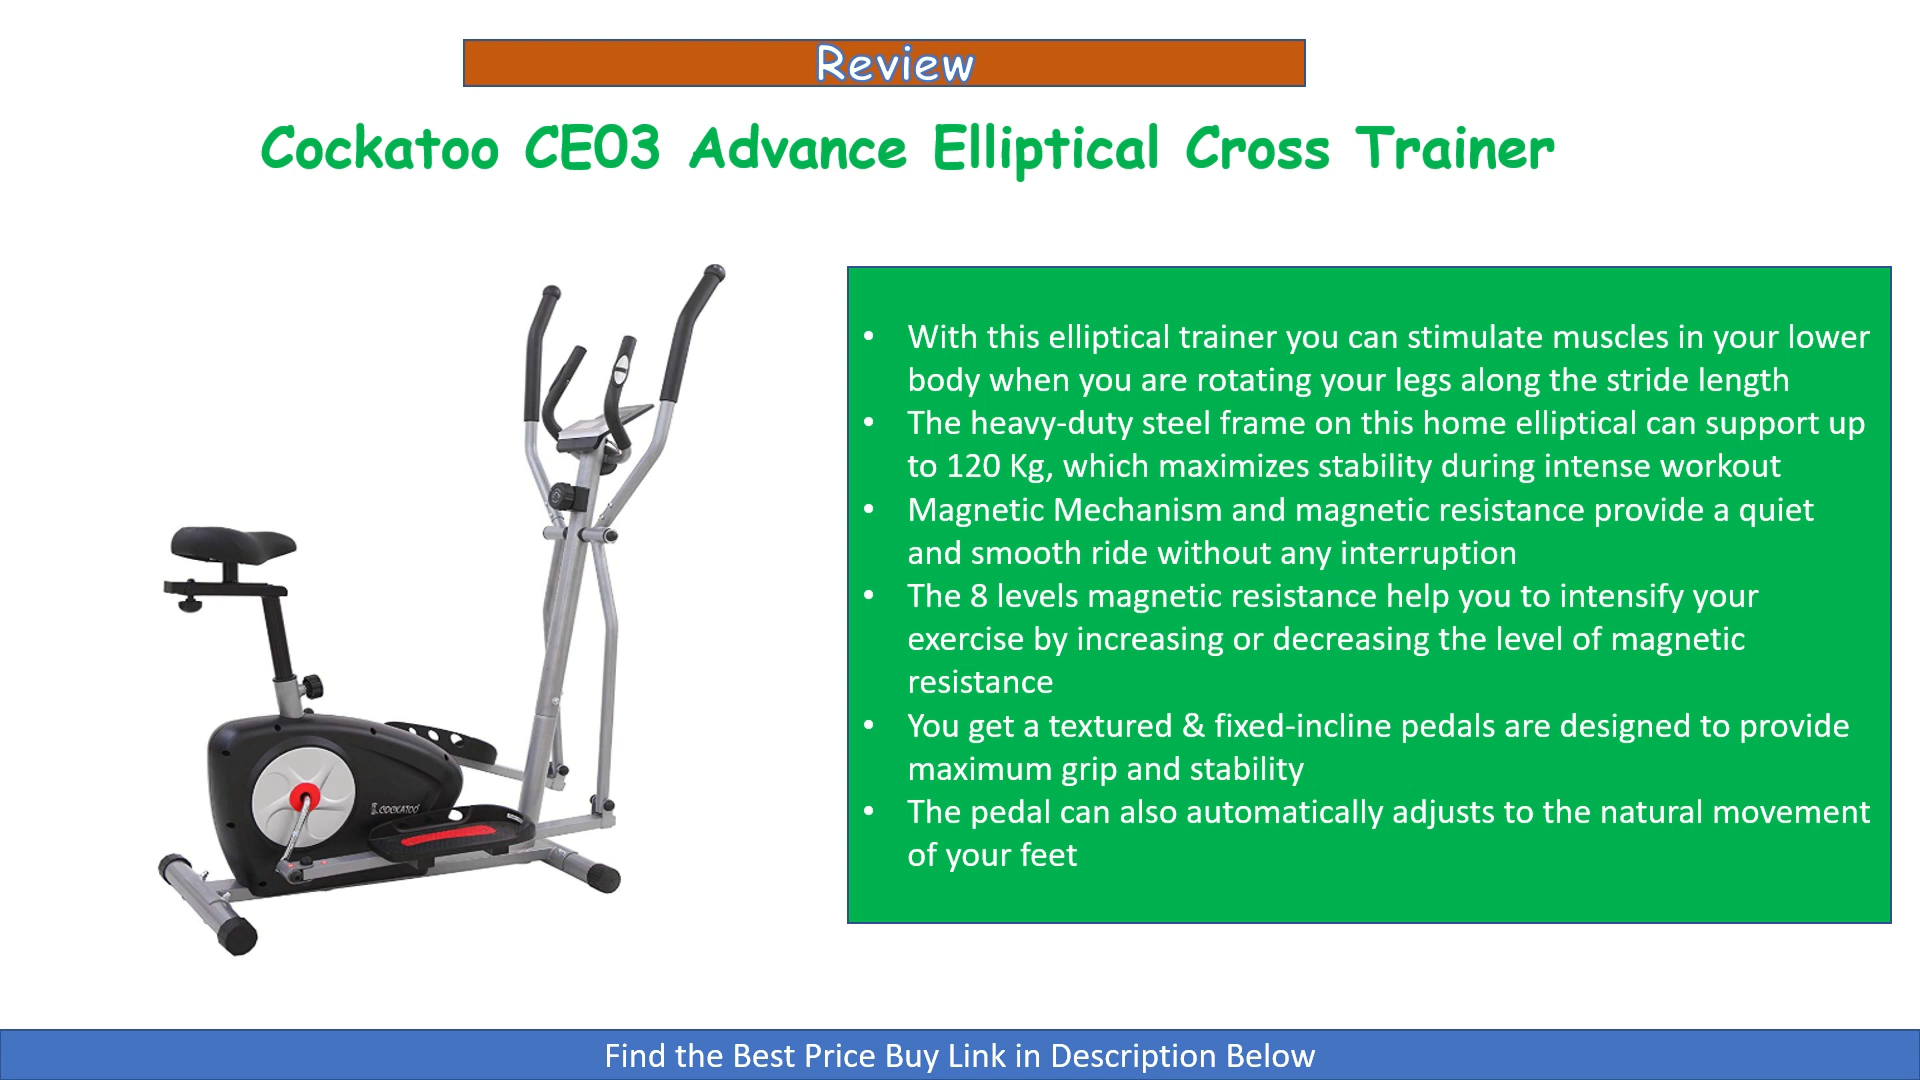 Review
Cockatoo CE03 Advance Elliptical Cross Trainer
• With this elliptical trainer you can stimulate muscles in your lower
body when you are rotating your legs along the stride length
• The heavy-duty steel frame on this home elliptical can support up
to 120 Kg, which maximizes stability during intense workout
• Magnetic Mechanism and magnetic resistance provide a quiet
and smooth ride without any interruption
• The 8 levels magnetic resistance help you to intensify your
exercise by increasing or decreasing the level of magnetic
resistance
• You get a textured & fixed-incline pedals are designed to provide
maximum grip and stability
• The pedal can also automatically adjusts to the natural movement
of your feet
COCKATOO
Find the Best Price Buy Link in Description Below